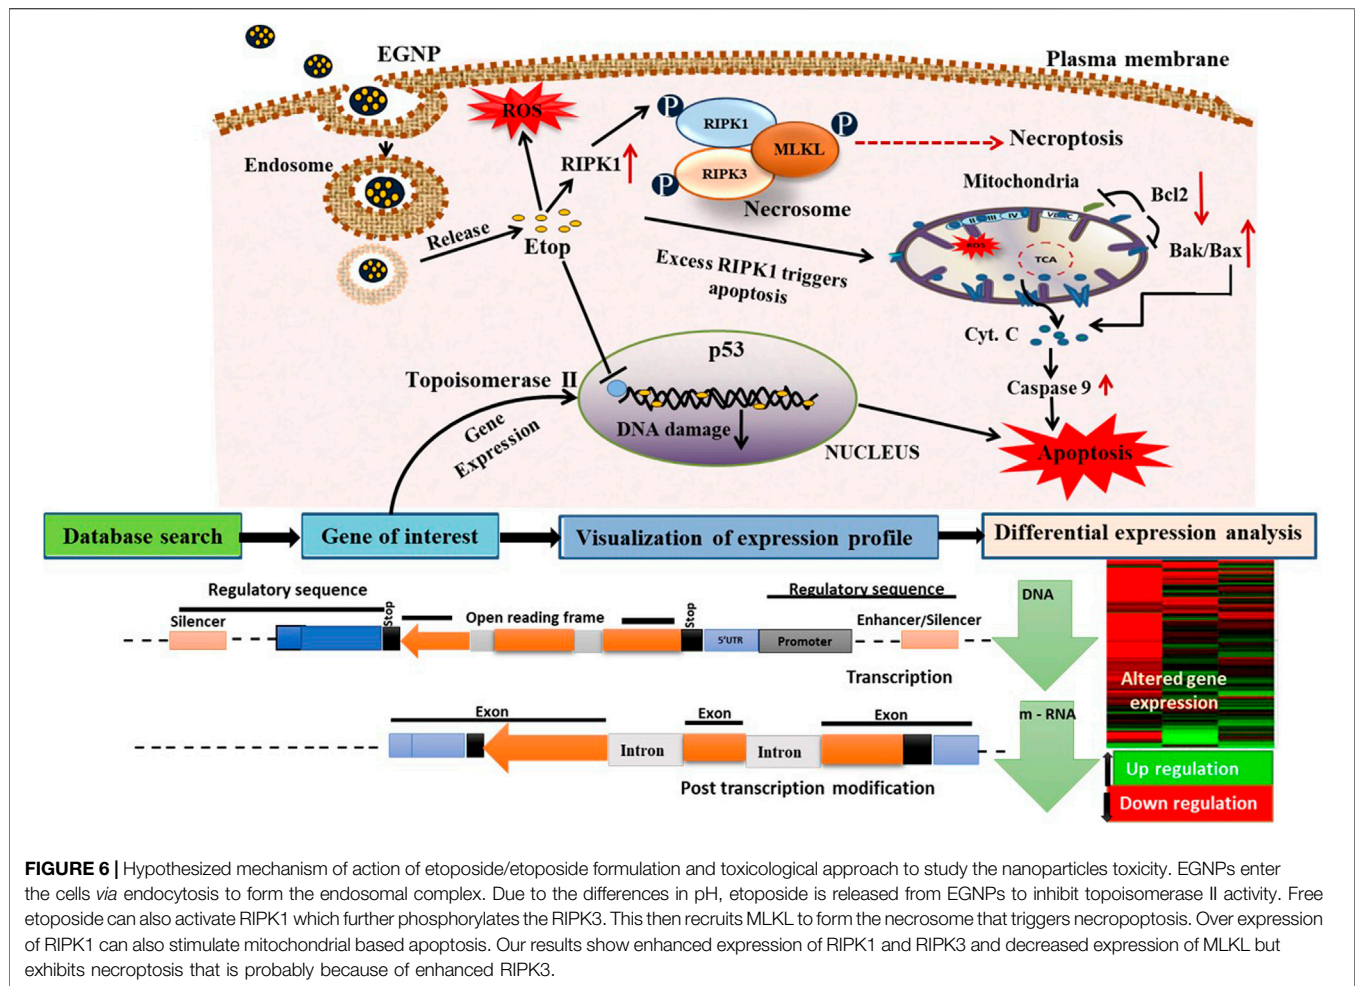 EGNP
Plasma membrane
ROS
P
RIPK1
P
MLKL
Necroptosis
RIPK1
Endosome
RIPK3
P
Mitochondria
Bcl2
Necrosome
II III IV
Release
Etop
ROS
TCA
Bak/Bax
Excess RIPK1 triggers
apoptosis
Cyt. C
p53
Topoisomerase II
Caspase 9
Gene
Expression
DNA damage
NUCLEUS
Apoptosis
Database search
Gene of interest
Visualization of expression profile
Differential expression analysis
Regulatory sequence
Regulatory sequence
DNA
Silencer
Stop
Open reading frame
Stop
Enhancer/Silencer
5'UTR
Promoter
Transcription
Altered gene
expression
Exon
Exon
Exon
m - RNA
Intron
Intron
Post transcription modification
Up regulation
Down regulation
FIGURE 6 | Hypothesized mechanism of action of etoposide/etoposide formulation and toxicological approach to study the nanoparticles toxicity. EGNPs enter
the cells via endocytosis to form the endosomal complex. Due to the differences in pH, etoposide is released from EGNPs to inhibit topoisomerase II activity. Free
etoposide can also activate RIPK1 which further phosphorylates the RIPK3. This then recruits MLKL to form the necrosome that triggers necropoptosis. Over expression
of RIPK1 can also stimulate mitochondrial based apoptosis. Our results show enhanced expression of RIPK1 and RIPK3 and decreased expression of MLKL but
exhibits necroptosis that is probably because of enhanced RIPK3.